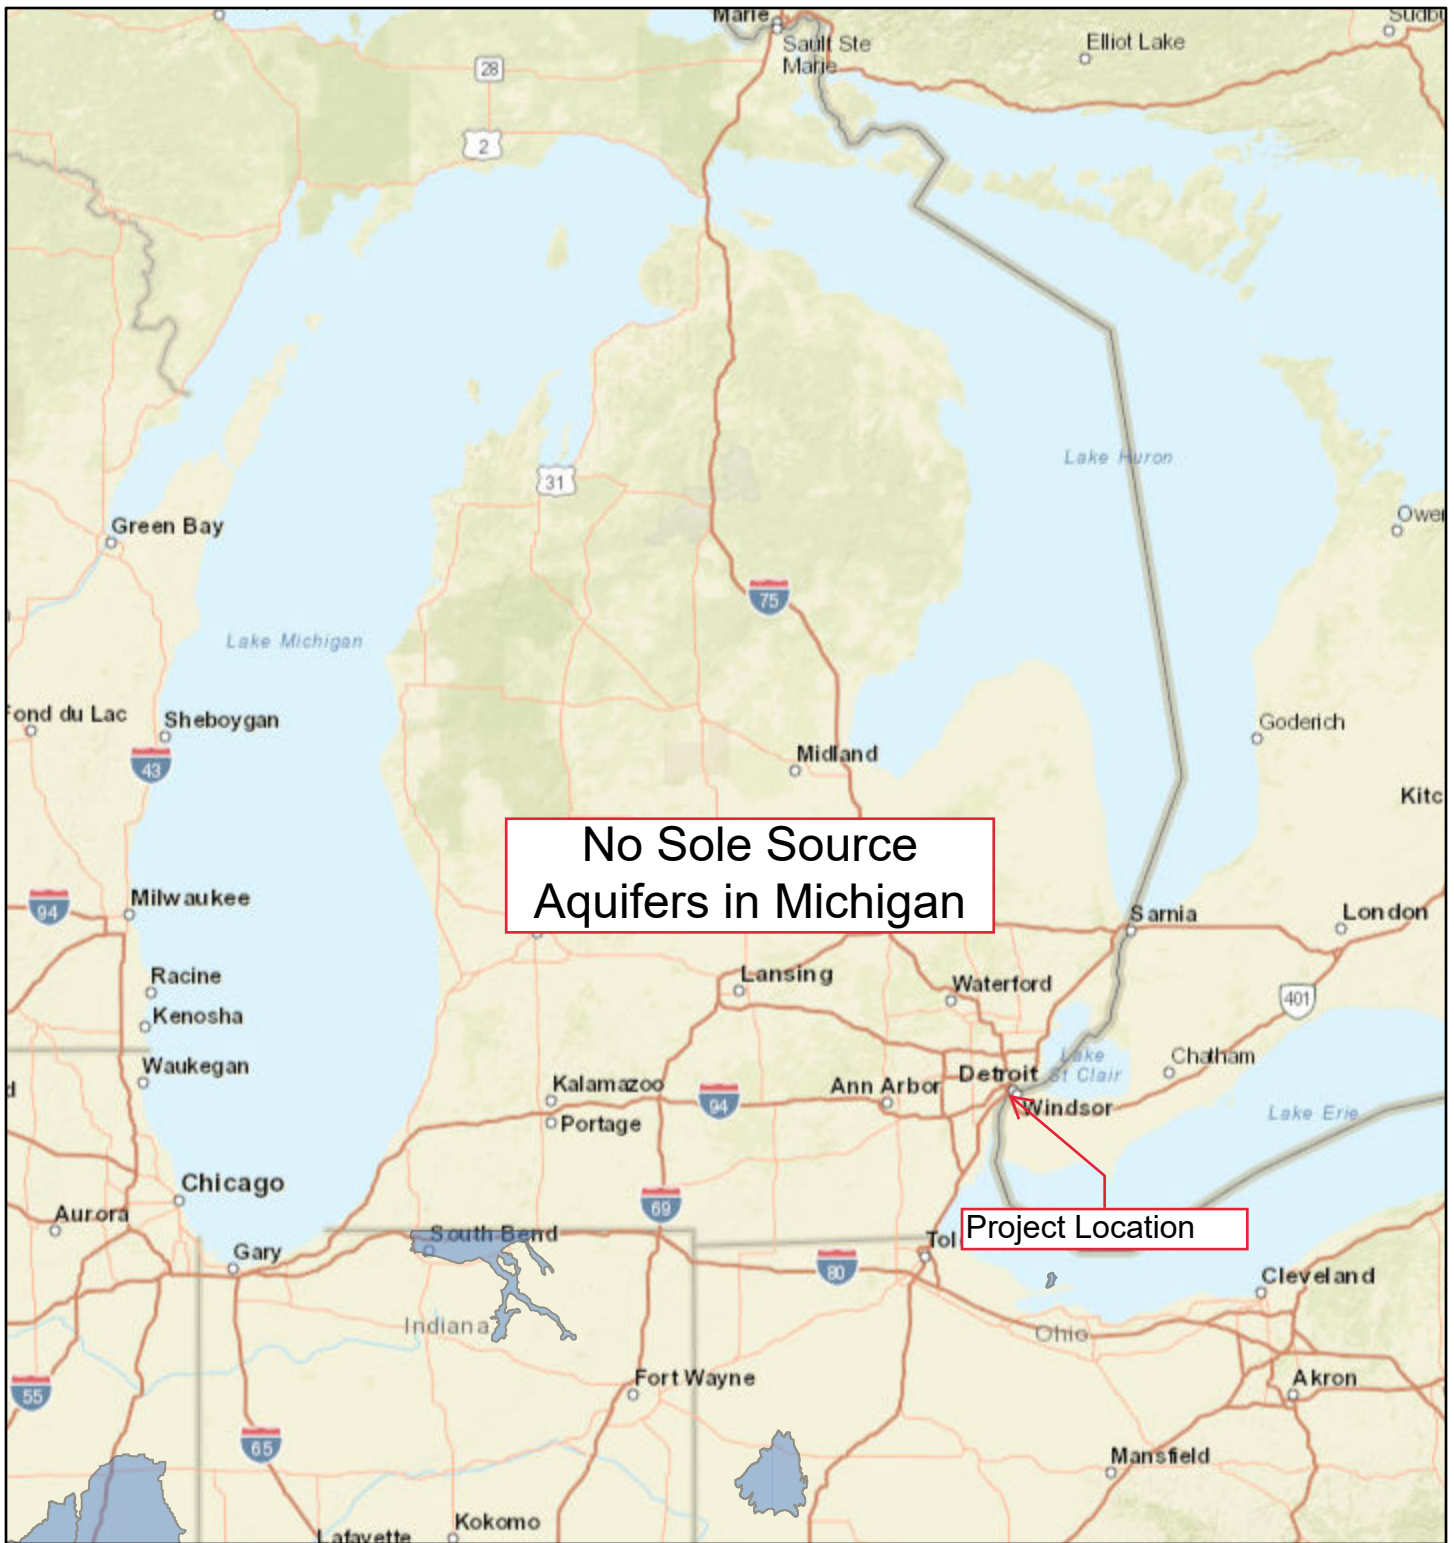 Marie
Sault Ste
Marie
Elliot Lake
28
2
31
Lake Huron
Green Bay
75
Lake Michigan
Fond du Lac
Sheboygan
Goderich
43
Midland
Kitc
No Sole Source
Aquifers in Michigan
94
Milwaukee
Sarnia
London
Racine
Lansing
Waterford
401
Kenosha
Waukegan
Kalamazoo
94
Ann Arbor
Detroit
Lake
St Clair
Chatham
Portage
Windsor
Lake Erie
Chicago
69
Aurora
South Bend
Project Location
Gary
80
Tol
Cleveland
Indiana
Ohio
55
Fort Wayne
Akron
65
Mansfield
Kokomo
Lafayette